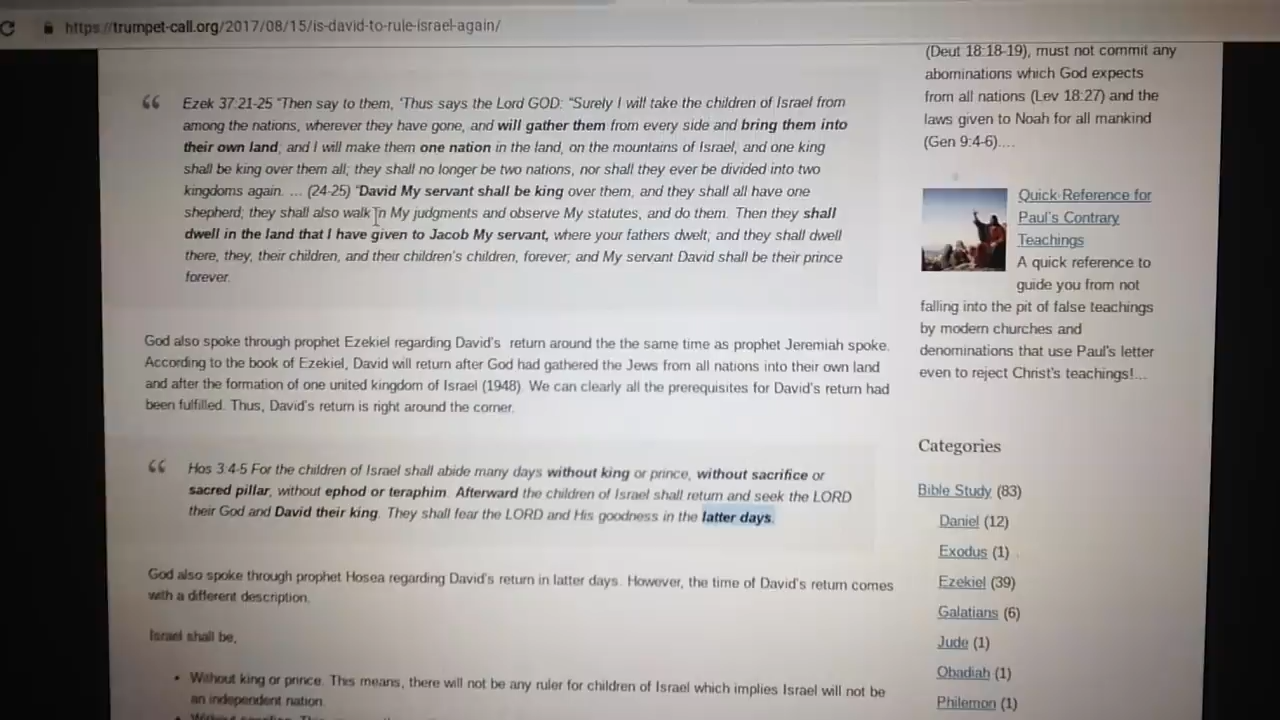 https://trumpet-call.org/2017/08/15/is-david-to-rule-israel-again/
“ Ezek 37:21-25 “Then say to them, ‘Thus says the Lord GOD: “Surely I will take the children of Israel from
among the nations, wherever they have gone, and will gather them from every side and bring them into
their own land; and I will make them one nation in the land, on the mountains of Israel; and one king
shall be king over them all; they shall no longer be two nations, nor shall they ever be divided into two
kingdoms again. ... (24-25) “David My servant shall be king over them, and they shall all have one
shepherd; they shall also walk in My judgments and observe My statutes, and do them. Then they shall
dwell in the land that I have given to Jacob My servant, where your fathers dwelt; and they shall dwell
there, they, their children, and their children's children, forever; and My servant David shall be their prince
forever.
God also spoke through prophet Ezekiel regarding David's return around the the same time as prophet Jeremiah spoke.
According to the book of Ezekiel, David will return after God had gathered the Jews from all nations into their own land
and after the formation of one united kingdom of Israel (1948). We can clearly all the prerequisites for David's return had
been fulfilled. Thus, David's return is right around the corner.
“ Hos 3:4-5 For the children of Israel shall abide many days without king or prince, without sacrifice or
sacred pillar, without ephod or teraphim. Afterward the children of Israel shall return and seek the LORD
their God and David their king. They shall fear the LORD and His goodness in the latter days.
God also spoke through prophet Hosea regarding David's return in latter days. However, the time of David's return comes
with a different description.
Israel shall be,
• Without king or prince. This means, there will not be any ruler for children of Israel which implies Israel will not be
an independent nation.
(Deut 18:18-19), must not commit any
abominations which God expects
from all nations (Lev 18:27) and the
laws given to Noah for all mankind
(Gen 9:4-6)....
Quick Reference for
Paul's Contrary
Teachings
A quick reference to
guide you from not
falling into the pit of false teachings
by modern churches and
denominations that use Paul's letter
even to reject Christ's teachings!...
Categories
Bible Study (83)
Daniel (12)
Exodus (1)
Ezekiel (39)
Galatians (6)
Jude (1)
Obadiah (1)
Philemon (1)